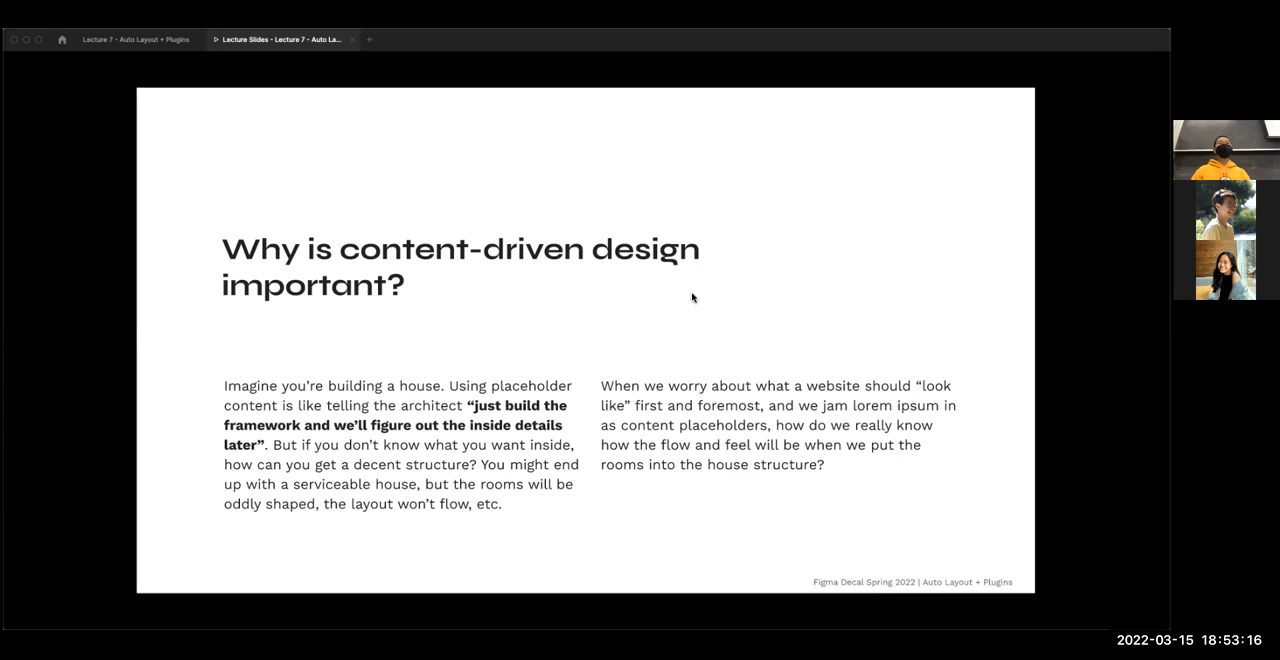 Lecture 7 - Auto Layout + Plugins
Lecture Slides - Lecture 7 - Auto La...
Why is content-driven design
important?
Imagine you’re building a house. Using placeholder
content is like telling the architect “just build the
framework and we’ll figure out the inside details
later”. But if you don’t know what you want inside,
how can you get a decent structure? You might end
up with a serviceable house, but the rooms will be
oddly shaped, the layout won’t flow, etc.
When we worry about what a website should “look
like” first and foremost, and we jam lorem ipsum in
as content placeholders, how do we really know
how the flow and feel will be when we put the
rooms into the house structure?
Figma Decal Spring 2022 | Auto Layout + Plugins
2022-03-15 18:53:16